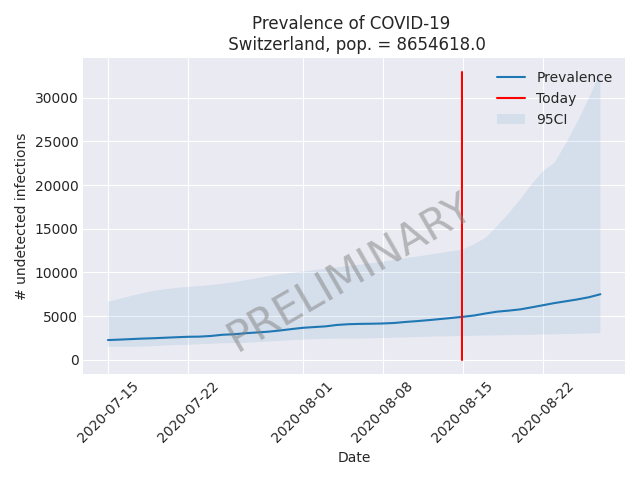 Prevalence of COVID-19
Switzerland, pop. = 8654618.0
Prevalence
Today
95CI
30000
25000
20000
15000
10000
5000
0
# undetected infections
PRELIMINARY
2020-07-15
2020-07-22
2020-08-01
2020-08-08
2020-08-15
2020-08-22
Date